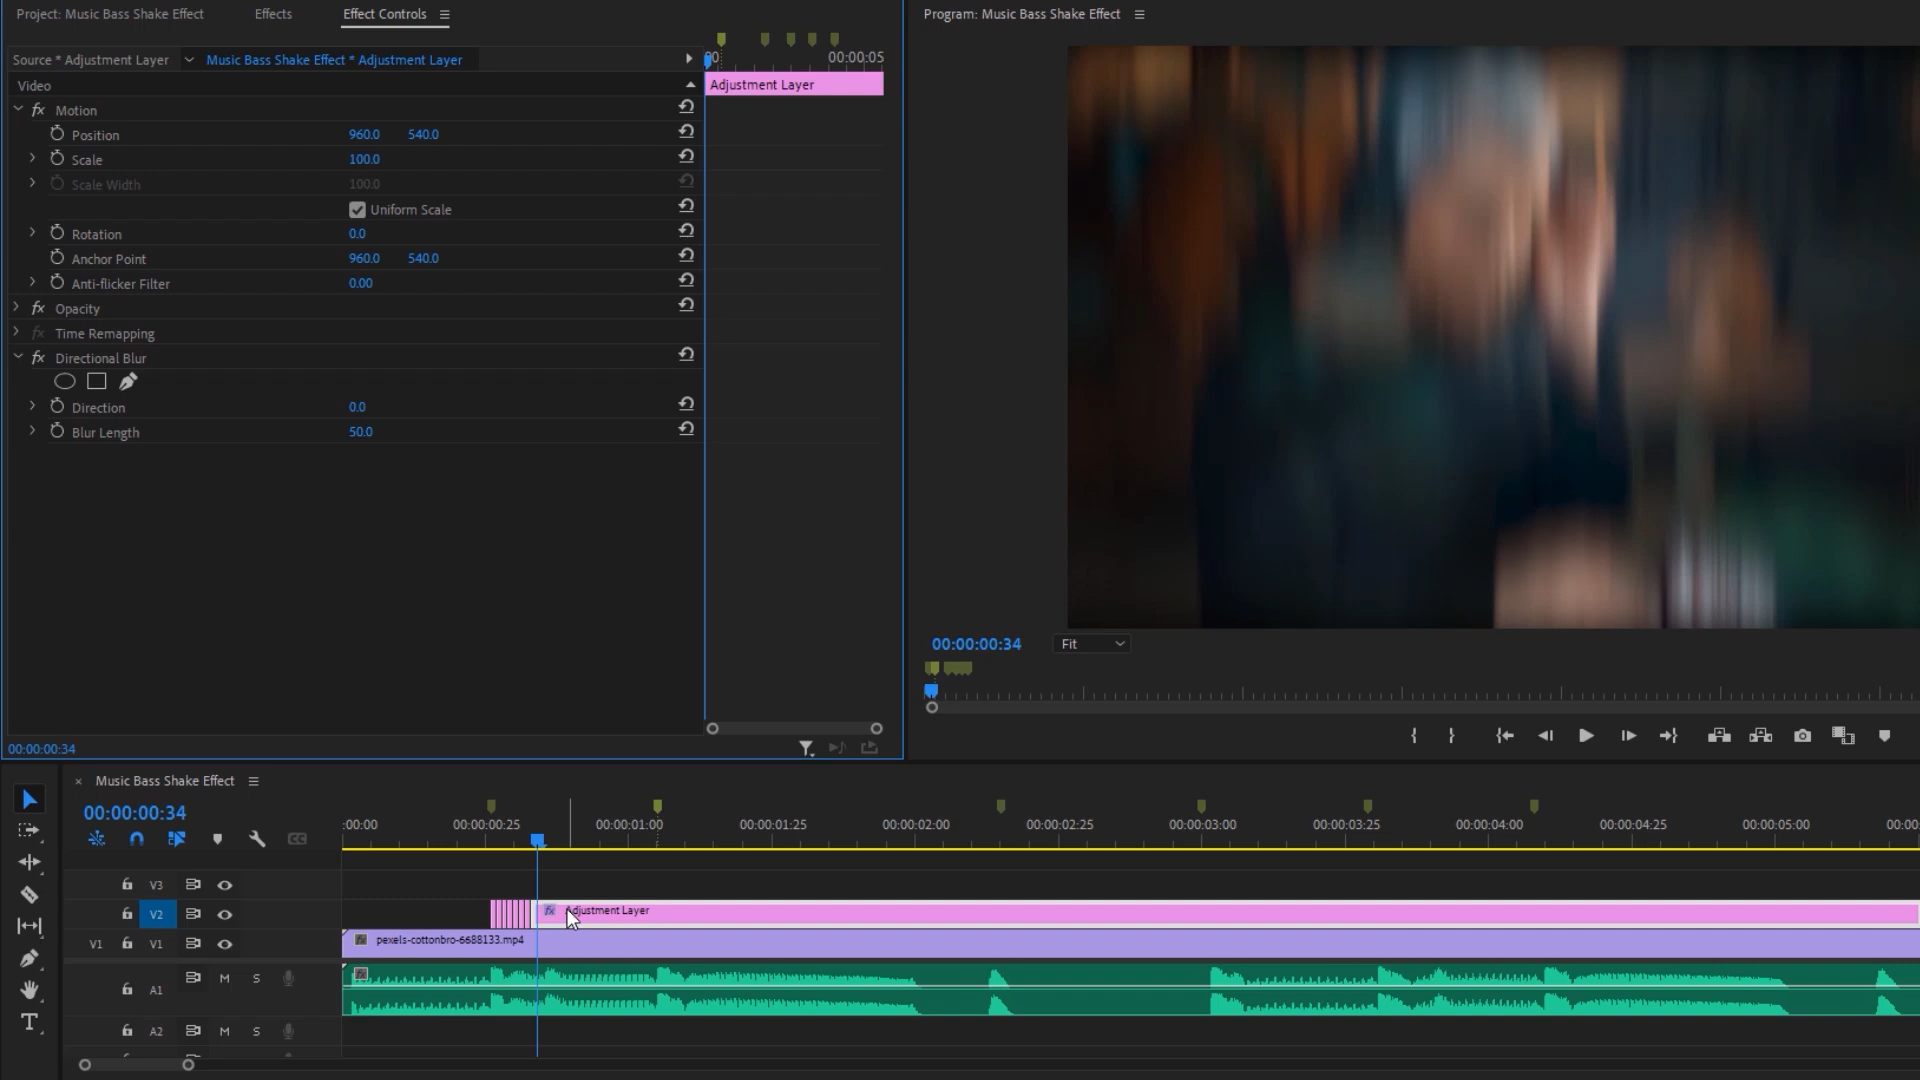 Project: Music Bass Shake Effect
Effects
Effect Controls
Program: Music Bass Shake Effect
Source * Adjustment Layer
Music Bass Shake Effect * Adjustment Layer
00:00:05
Video
Adjustment Layer
fx Motion
Position 960.0 540.0
Scale 100.0
Scale Width 100.0
Uniform Scale
Rotation 0.0
Anchor Point 960.0 540.0
Anti-flicker Filter 0.00
fx Opacity
fx Time Remapping
fx Directional Blur
Direction 0.0
Blur Length 50.0
00:00:00:34
Fit
00:00:00:34
Music Bass Shake Effect
00:00:00:34
:00:00
00:00:00:25
00:00:01:00
00:00:01:25
00:00:02:00
00:00:02:25
00:00:03:00
00:00:03:25
00:00:04:00
00:00:04:25
00:00:05:00
00:00
V3
V2
fx Adjustment Layer
V1 V1
pexels-cottonbro-6688133.mp4
A1 M S
A2 M S